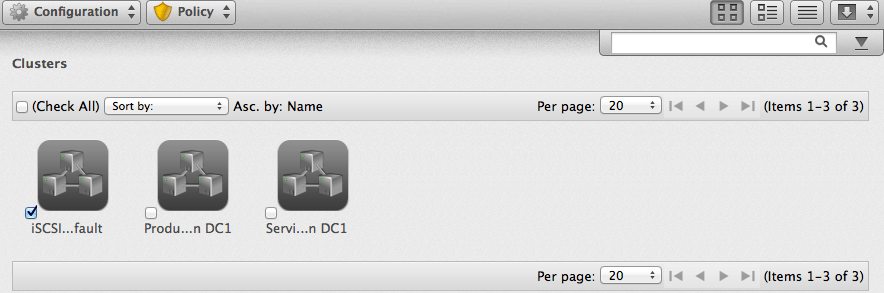 Configuration Policy
Clusters
(Check All) Sort by: Asc. by: Name Per page: 20 (Items 1-3 of 3)
iSCSI...fault Produ...n DC1 Servi...n DC1
Per page: 20 (Items 1-3 of 3)